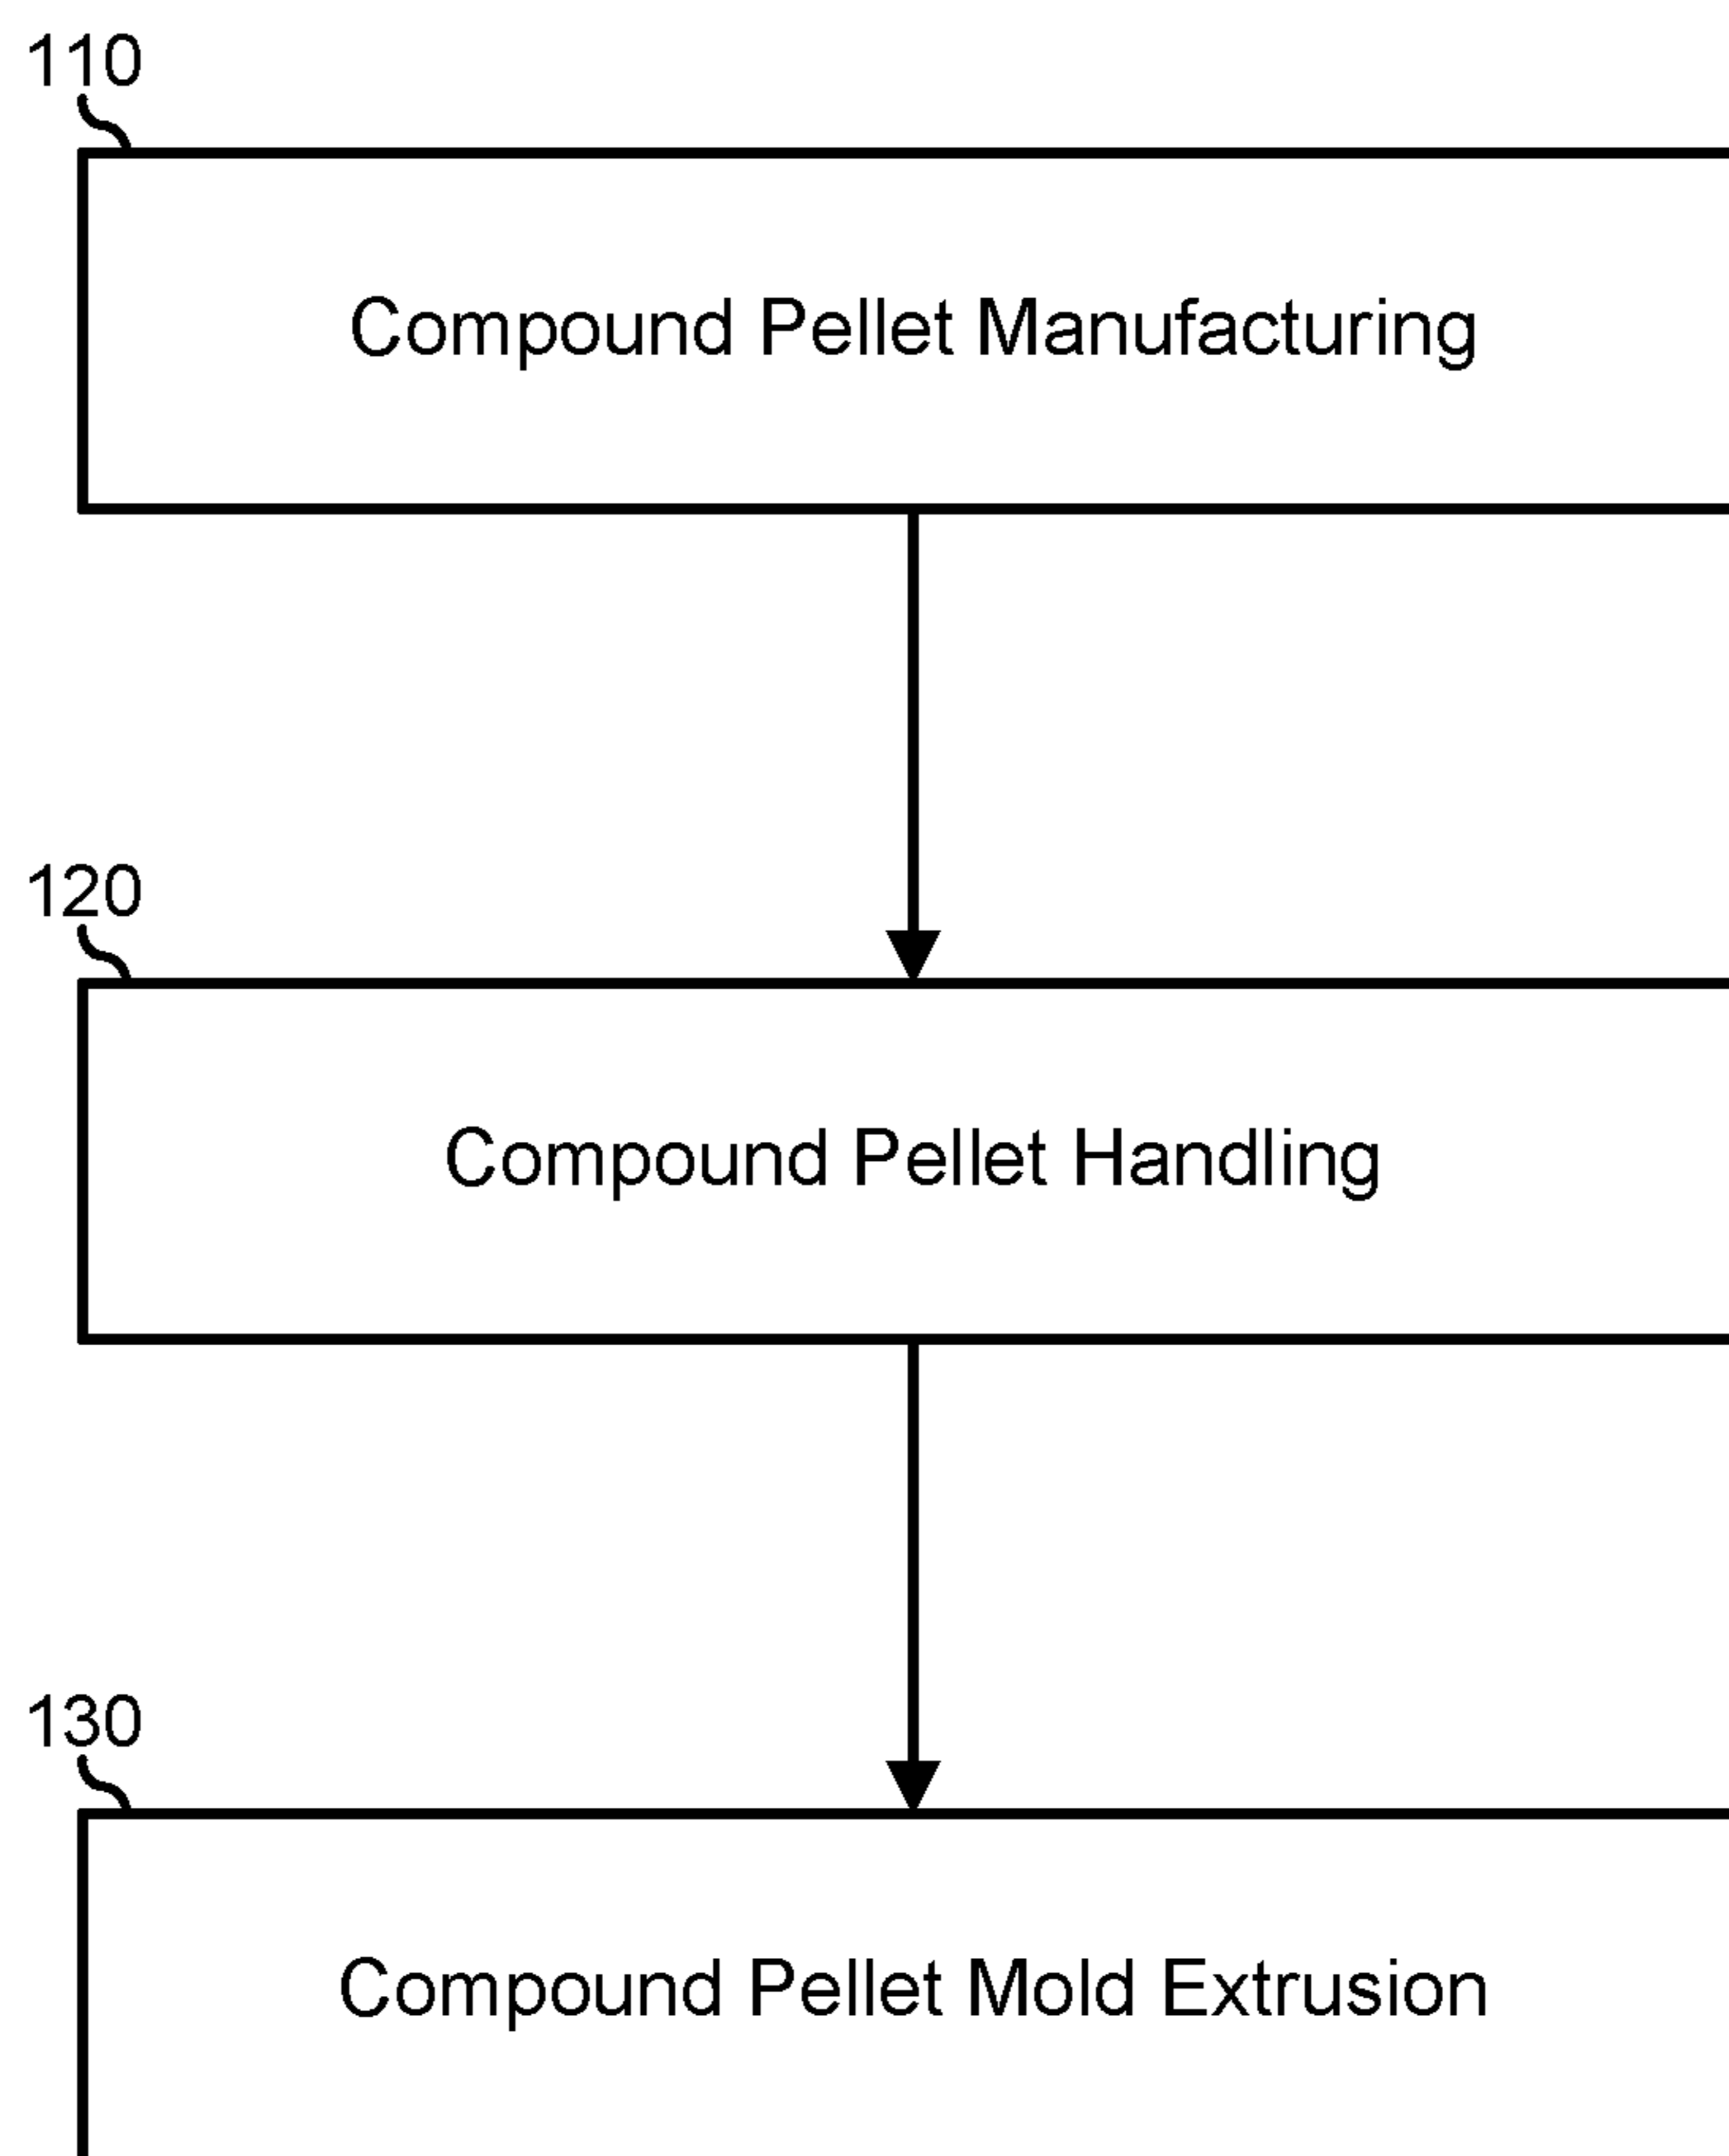 110
Compound Pellet Manufacturing
120
Compound Pellet Handling
130
Compound Pellet Mold Extrusion